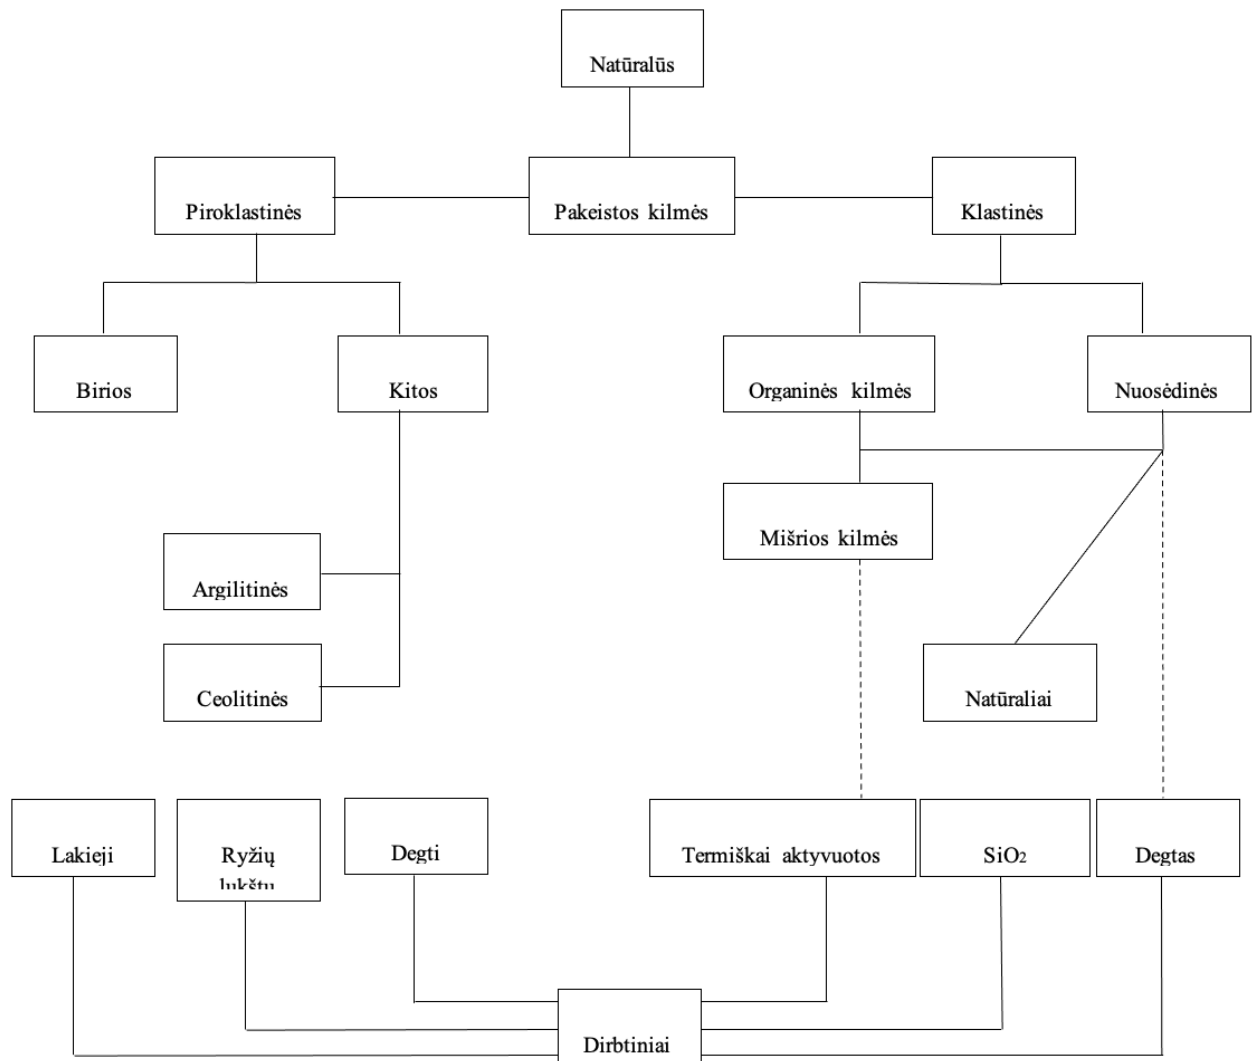 Natūralūs
Piroklastinės
Pakeistos kilmės
Klastinės
Birios
Kitos
Organinės kilmės
Nuosėdinės
Mišrios kilmės
Argilitinės
Ceolitinės
Natūraliai
Lakieji
Ryžių
lukštų
Degti
Termiškai aktyvuotos
SiO₂
Degtas
Dirbtiniai